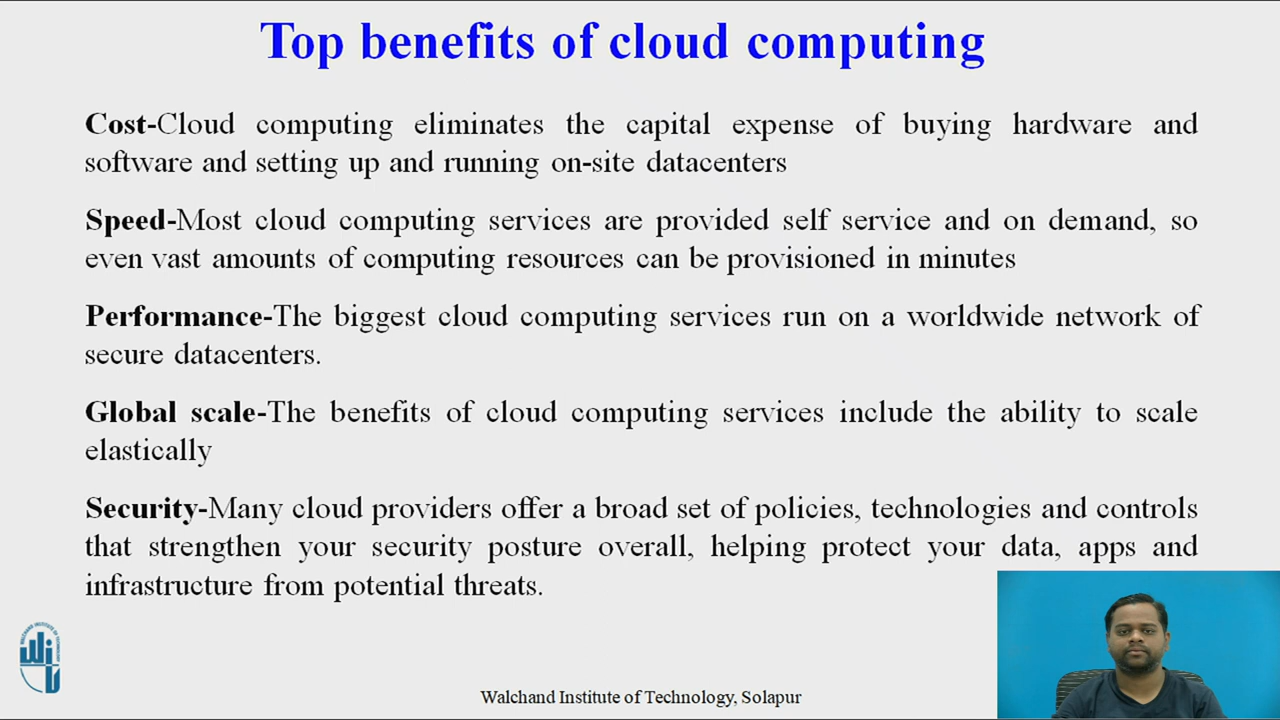 Top benefits of cloud computing
Cost-Cloud computing eliminates the capital expense of buying hardware and
software and setting up and running on-site datacenters
Speed-Most cloud computing services are provided self service and on demand, so
even vast amounts of computing resources can be provisioned in minutes
Performance-The biggest cloud computing services run on a worldwide network of
secure datacenters.
Global scale-The benefits of cloud computing services include the ability to scale
elastically
Security-Many cloud providers offer a broad set of policies, technologies and controls
that strengthen your security posture overall, helping protect your data, apps and
infrastructure from potential threats.
Walchand Institute of Technology, Solapur